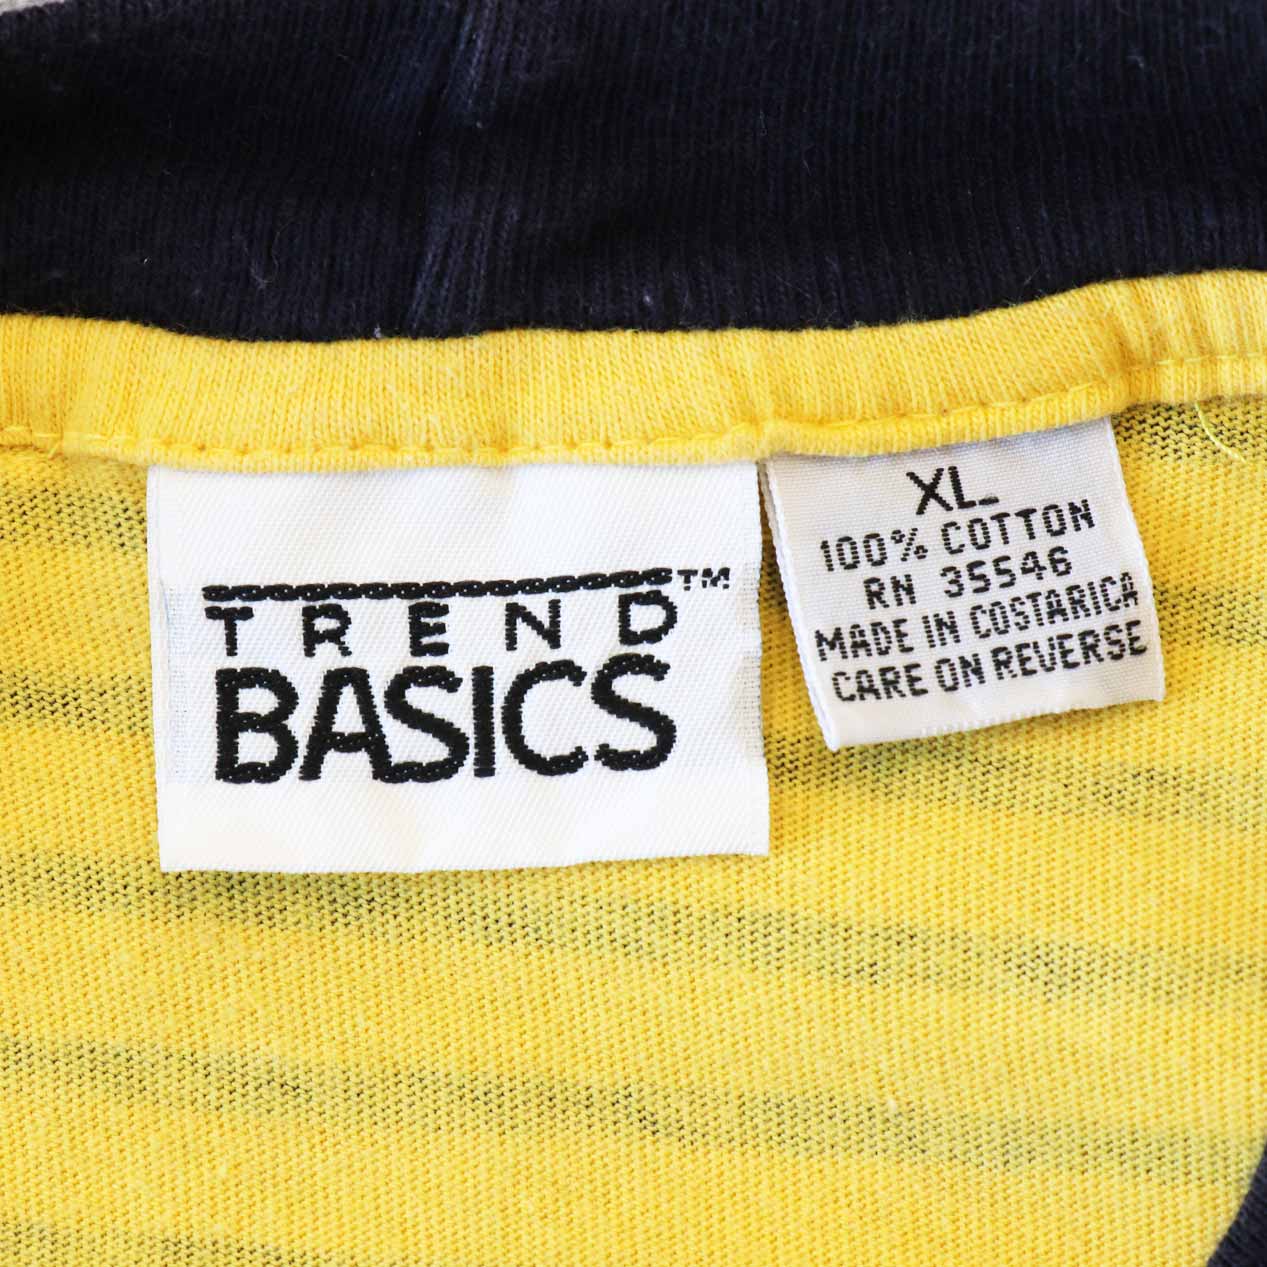 TREND™
BASICS
XL
100% COTTON
RN 35546
MADE IN COSTARICA
CARE ON REVERSE